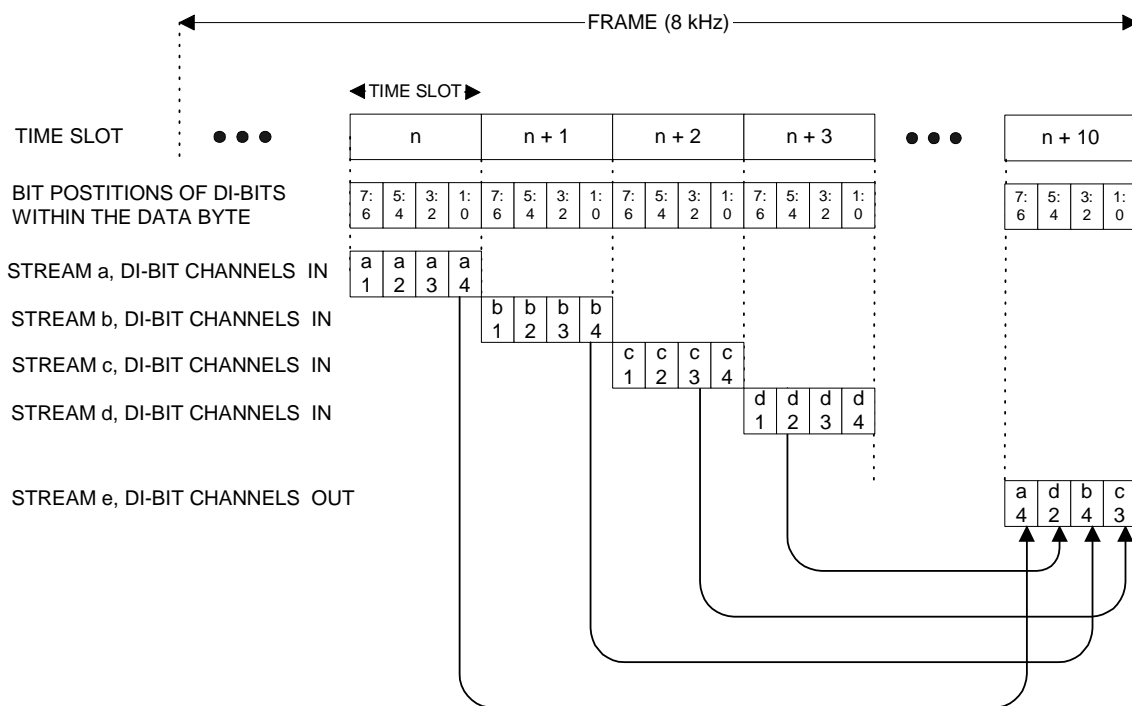 FRAME (8 kHz)
TIME SLOT
TIME SLOT n n + 1 n + 2 n + 3 n + 10
BIT POSTITIONS OF DI-BITS
WITHIN THE DATA BYTE
7: 5: 3: 1: 7: 5: 3: 1: 7: 5: 3: 1: 7: 5: 3: 1: 7: 5: 3: 1:
6 4 2 0 6 4 2 0 6 4 2 0 6 4 2 0 6 4 2 0
STREAM a, DI-BIT CHANNELS IN
a a a a
1 2 3 4
STREAM b, DI-BIT CHANNELS IN
b b b b
1 2 3 4
STREAM c, DI-BIT CHANNELS IN
c c c c
1 2 3 4
STREAM d, DI-BIT CHANNELS IN
d d d d
1 2 3 4
STREAM e, DI-BIT CHANNELS OUT
a d b c
4 2 4 3